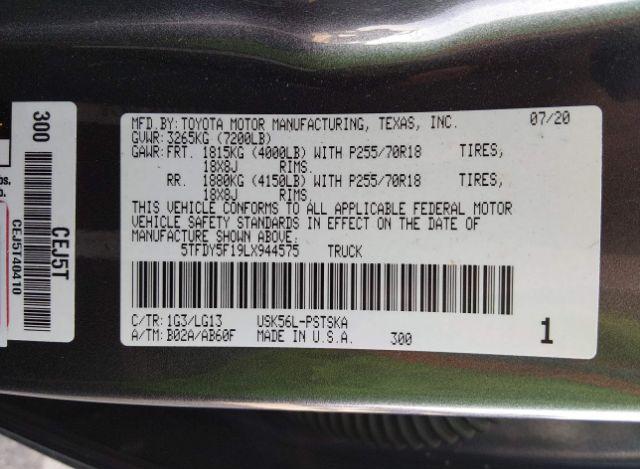 MFD.BY:TOYOTA MOTOR MANUFACTURING, TEXAS, INC. 07/20
GVWR:3265KG (7200LB)
GAWR:FRT. 1815KG (4000LB) WITH P255/70R18 TIRES,
18X8J RIMS.
RR. 1880KG (4150LB) WITH P255/70R18 TIRES,
18X8J RIMS.
THIS VEHICLE CONFORMS TO ALL APPLICABLE FEDERAL MOTOR
VEHICLE SAFETY STANDARDS IN EFFECT ON THE DATE OF
MANUFACTURE SHOWN ABOVE.
5TFDY5F19LX944575 TRUCK
C/TR:1G3/LG13 USK56L-PSTSKA
A/TM:B02A/AB60F MADE IN U.S.A. 300 1
300
CEJ5T
CEJ5740410